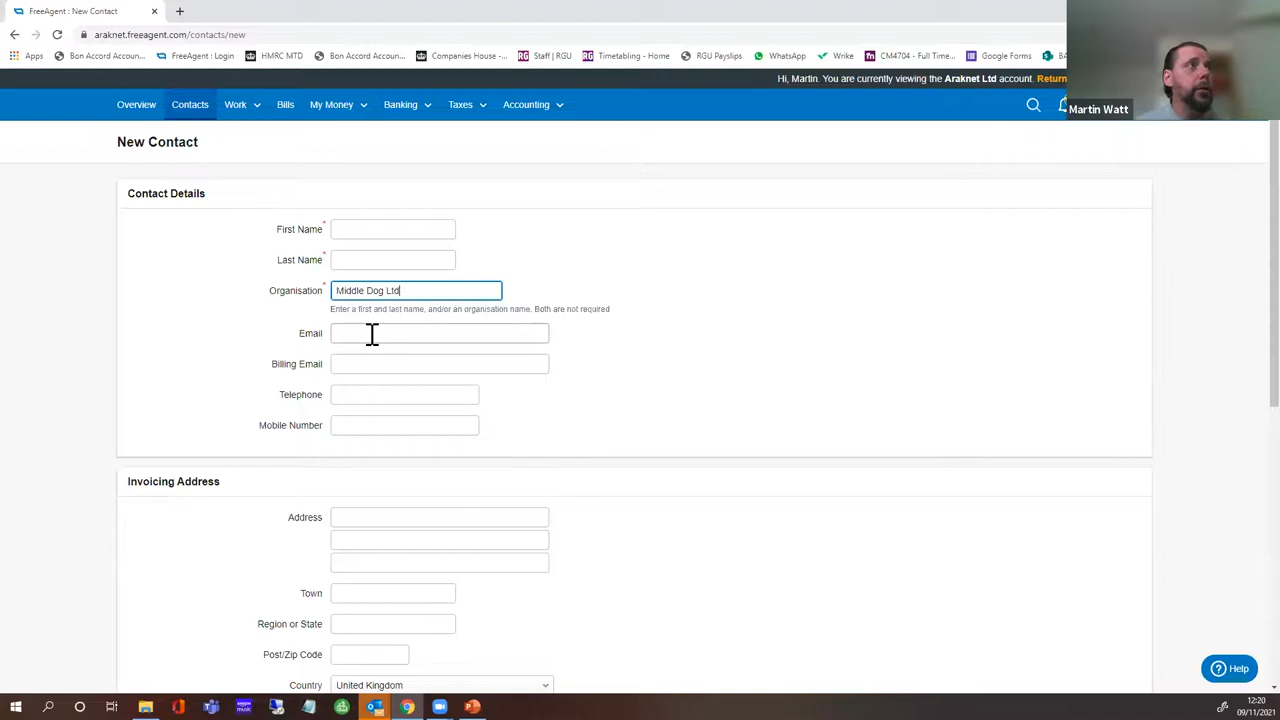 FreeAgent : New Contact
araknet.freeagent.com/contacts/new
Apps Bon Accord Accoun... FreeAgent : Login HMRC MTD Bon Accord Accoun... Companies House -... Staff | RGU Timetabling - Home RGU Payslips WhatsApp Wrike CM4704 - Full Time... Google Forms BA
Hi, Martin. You are currently viewing the Araknet Ltd account. Return
Overview Contacts Work Bills My Money Banking Taxes Accounting
Martin Watt
New Contact
Contact Details
First Name*
Last Name*
Organisation* Middle Dog Ltd
Enter a first and last name, and/or an organisation name. Both are not required
Email
Billing Email
Telephone
Mobile Number
Invoicing Address
Address
Town
Region or State
Post/Zip Code
Country United Kingdom
Help
12:20
09/11/2021